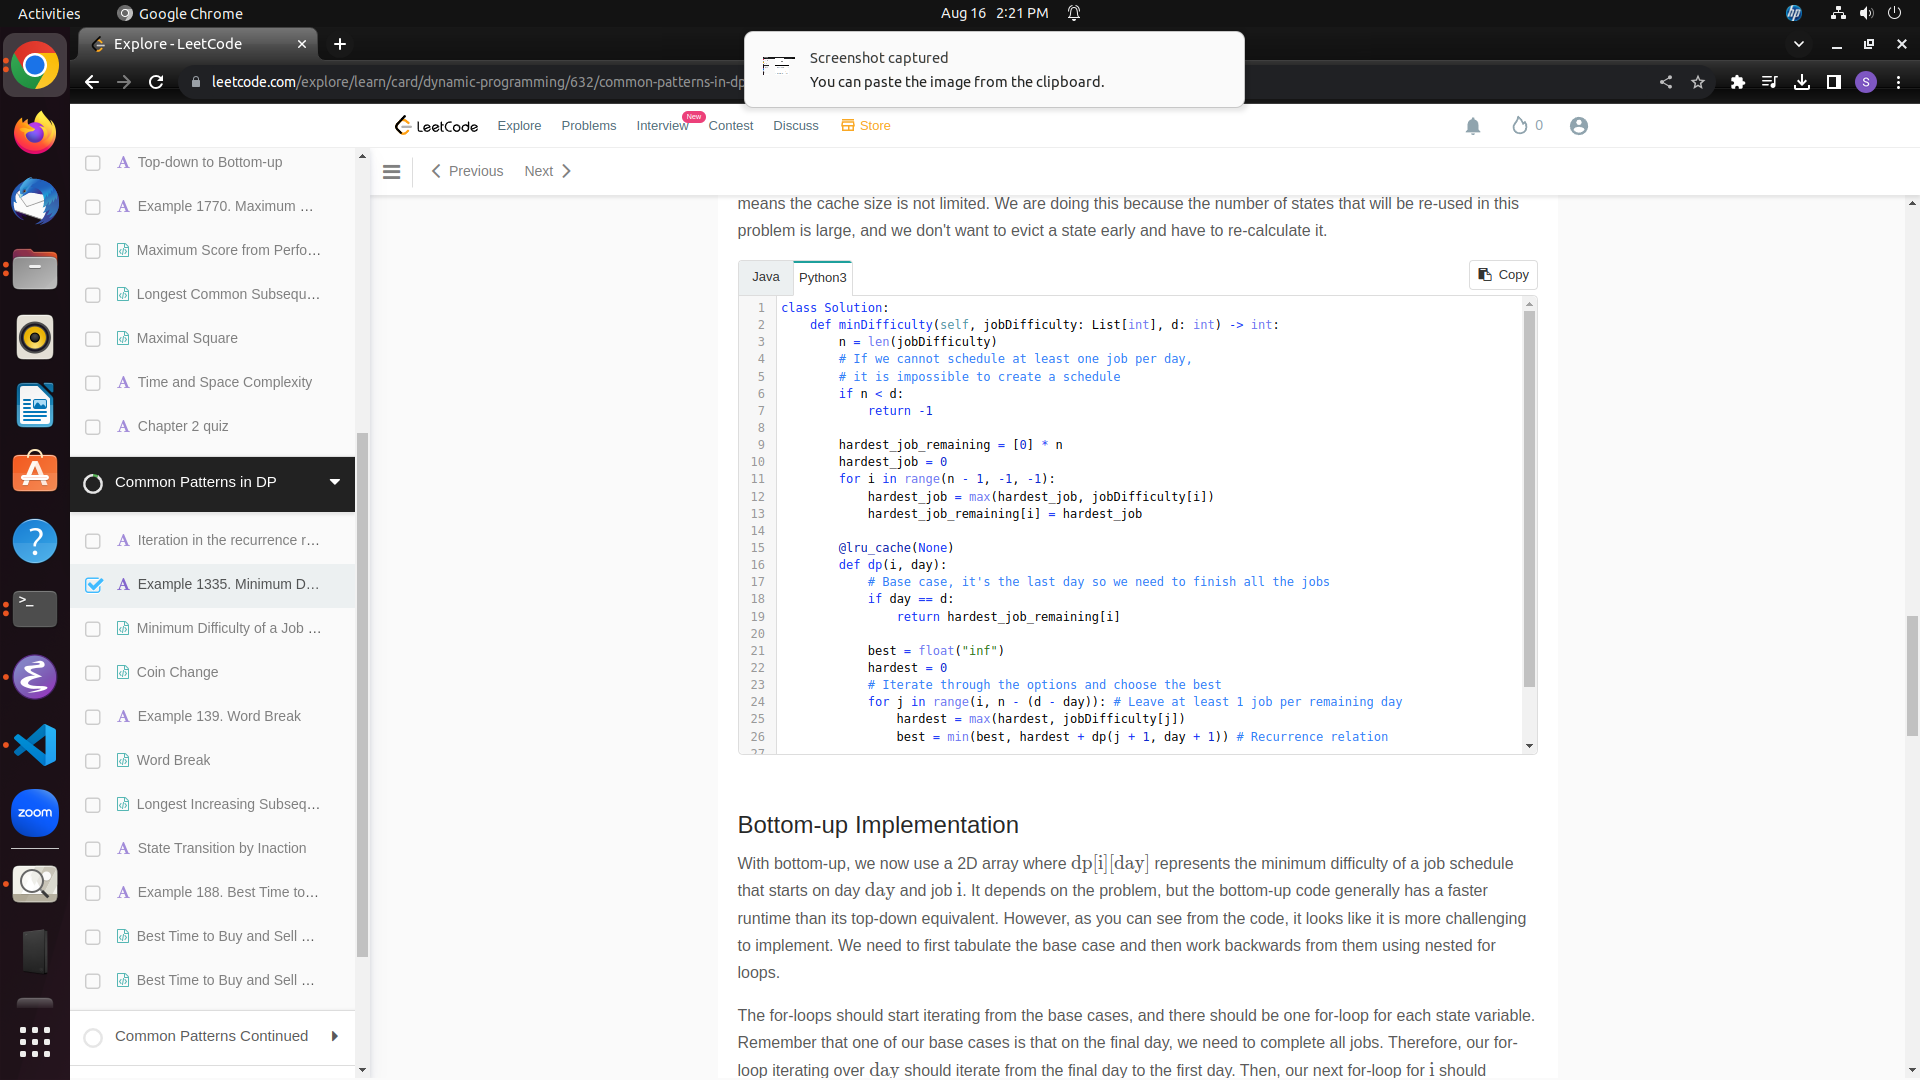 Activities
Google Chrome
Aug 16 2:21 PM
Explore - LeetCode
leetcode.com/explore/learn/card/dynamic-programming/632/common-patterns-in-dp
Screenshot captured
You can paste the image from the clipboard.
S
LeetCode
Explore
Problems
Interview
New
Contest
Discuss
Store
0
Previous
Next
Top-down to Bottom-up
Example 1770. Maximum ...
Maximum Score from Perfo...
Longest Common Subsequ...
Maximal Square
Time and Space Complexity
Chapter 2 quiz
Common Patterns in DP
Iteration in the recurrence r...
Example 1335. Minimum D...
Minimum Difficulty of a Job ...
Coin Change
Example 139. Word Break
Word Break
Longest Increasing Subseq...
State Transition by Inaction
Example 188. Best Time to...
Best Time to Buy and Sell ...
Best Time to Buy and Sell ...
Common Patterns Continued
zoom
means the cache size is not limited. We are doing this because the number of states that will be re-used in this
problem is large, and we don't want to evict a state early and have to re-calculate it.
Java
Python3
Copy
1 class Solution:
2     def minDifficulty(self, jobDifficulty: List[int], d: int) -> int:
3         n = len(jobDifficulty)
4         # If we cannot schedule at least one job per day,
5         # it is impossible to create a schedule
6         if n < d:
7             return -1
8
9         hardest_job_remaining = [0] * n
10         hardest_job = 0
11         for i in range(n - 1, -1, -1):
12             hardest_job = max(hardest_job, jobDifficulty[i])
13             hardest_job_remaining[i] = hardest_job
14
15         @lru_cache(None)
16         def dp(i, day):
17             # Base case, it's the last day so we need to finish all the jobs
18             if day == d:
19                 return hardest_job_remaining[i]
20
21             best = float("inf")
22             hardest = 0
23             # Iterate through the options and choose the best
24             for j in range(i, n - (d - day)): # Leave at least 1 job per remaining day
25                 hardest = max(hardest, jobDifficulty[j])
26                 best = min(best, hardest + dp(j + 1, day + 1)) # Recurrence relation
27
Bottom-up Implementation
With bottom-up, we now use a 2D array where dp[i][day] represents the minimum difficulty of a job schedule
that starts on day day and job i. It depends on the problem, but the bottom-up code generally has a faster
runtime than its top-down equivalent. However, as you can see from the code, it looks like it is more challenging
to implement. We need to first tabulate the base case and then work backwards from them using nested for
loops.
The for-loops should start iterating from the base cases, and there should be one for-loop for each state variable.
Remember that one of our base cases is that on the final day, we need to complete all jobs. Therefore, our for-
loop iterating over day should iterate from the final day to the first day. Then, our next for-loop for i should